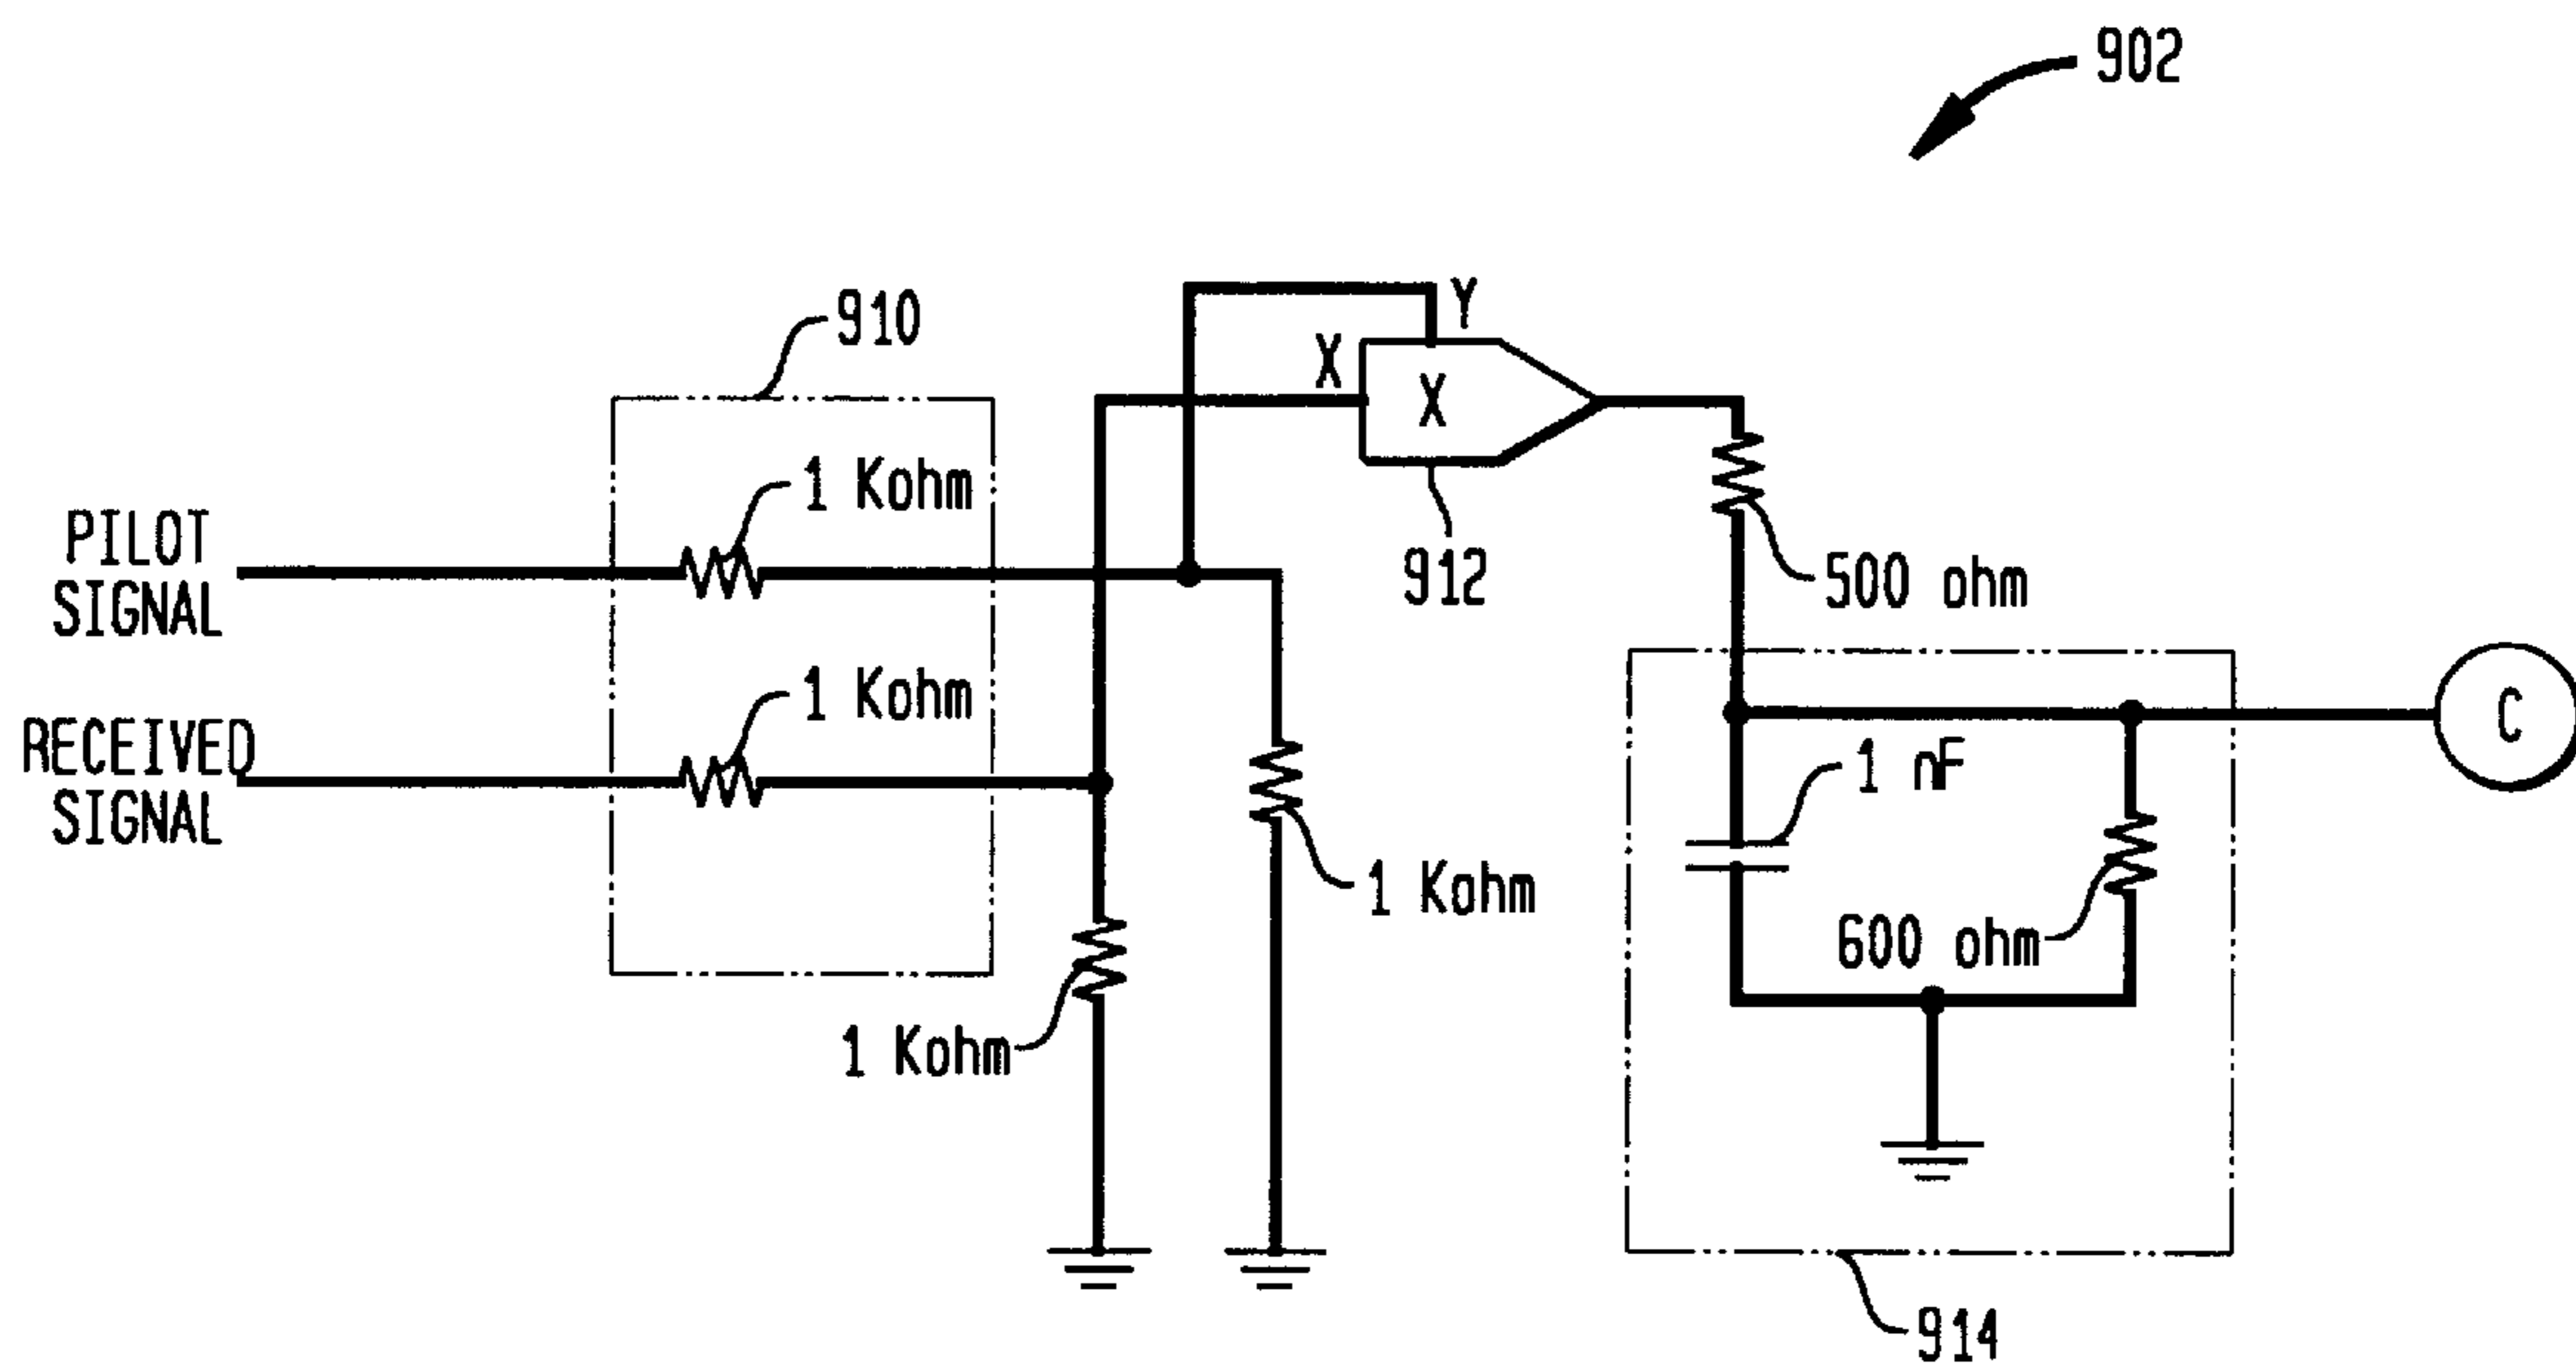 902
910
Y
X
X
1 Kohm
PILOT
SIGNAL
912
500 ohm
1 Kohm
RECEIVED
SIGNAL
C
1 nF
1 Kohm
600 ohm
1 Kohm
914